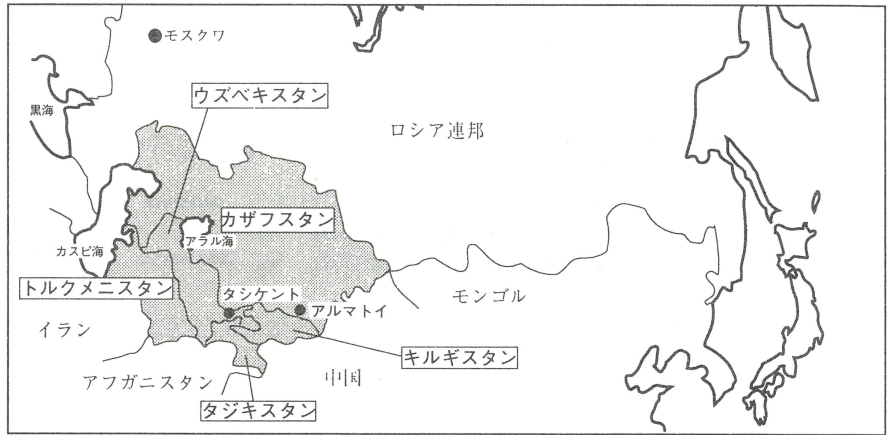 モスクワ
ウズベキスタン
黒海
ロシア連邦
カザフスタン
アラル海
カスピ海
トルクメニスタン
タシケント
アルマトイ
モンゴル
イラン
キルギスタン
アフガニスタン
中国
タジキスタン